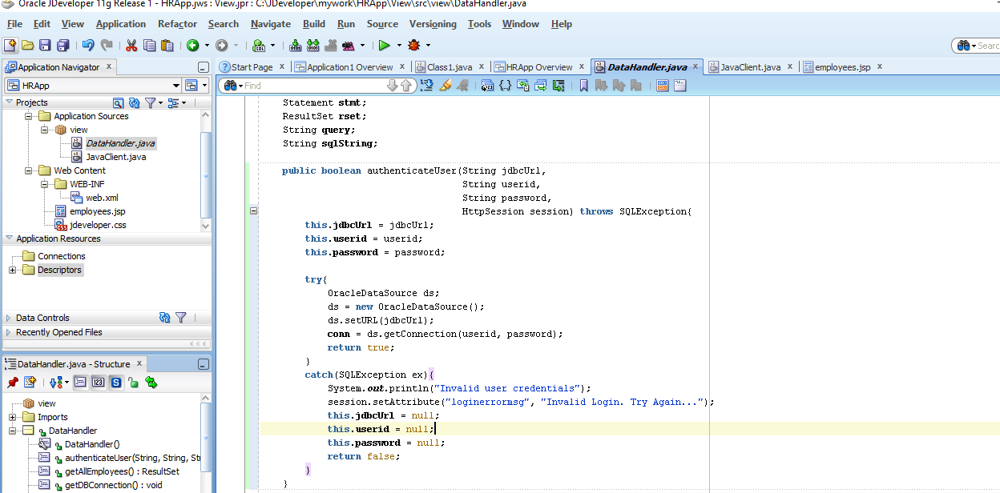 Oracle JDeveloper 11g Release 1 - HRApp.jws : View.jpr : C:\JDeveloper\mywork\HRApp\View\src\view\DataHandler.java
File Edit View Application Refactor Search Navigate Build Run Source Versioning Tools Window Help
Searc
Application Navigator x
HRApp
Projects
Application Sources
view
DataHandler.java
JavaClient.java
Web Content
WEB-INF
web.xml
employees.jsp
jdeveloper.css
Application Resources
Connections
Descriptors
Data Controls
Recently Opened Files
DataHandler.java - Structure x
view
Imports
DataHandler
DataHandler()
authenticateUser(String, String, Str
getAllEmployees() : ResultSet
getDBConnection() : void
Start Page x Application1 Overview x Class1.java x HRApp Overview x DataHandler.java x JavaClient.java x employees.jsp x
Find
Statement stmt;
ResultSet rset;
String query;
String sqlString;
public boolean authenticateUser(String jdbcUrl,
String userid,
String password,
HttpSession session) throws SQLException{
this.jdbcUrl = jdbcUrl;
this.userid = userid;
this.password = password;
try{
OracleDataSource ds;
ds = new OracleDataSource();
ds.setURL(jdbcUrl);
conn = ds.getConnection(userid, password);
return true;
}
catch(SQLException ex){
System.out.println("Invalid user credentials");
session.setAttribute("loginerrormsg", "Invalid Login. Try Again...");
this.jdbcUrl = null;
this.userid = null;
this.password = null;
return false;
}
}